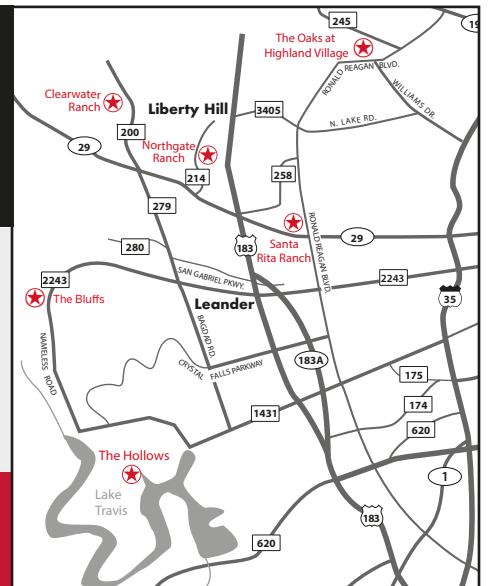 245
19
The Oaks at
Highland Village
RONALD REAGAN BLVD.
WILLIAMS DR.
Clearwater
Ranch
Liberty Hill
3405
N. LAKE RD.
200
29
Northgate
Ranch
214
258
279
280
183
Santa
Rita Ranch
RONALD REAGAN BLVD.
29
2243
SAN GABRIEL PKWY.
2243
The Bluffs
Leander
35
BAGDAD RD.
NAMELESS ROAD
CRYSTAL FALLS PARKWAY
183A
175
174
1431
620
The Hollows
1
Lake
Travis
183
620